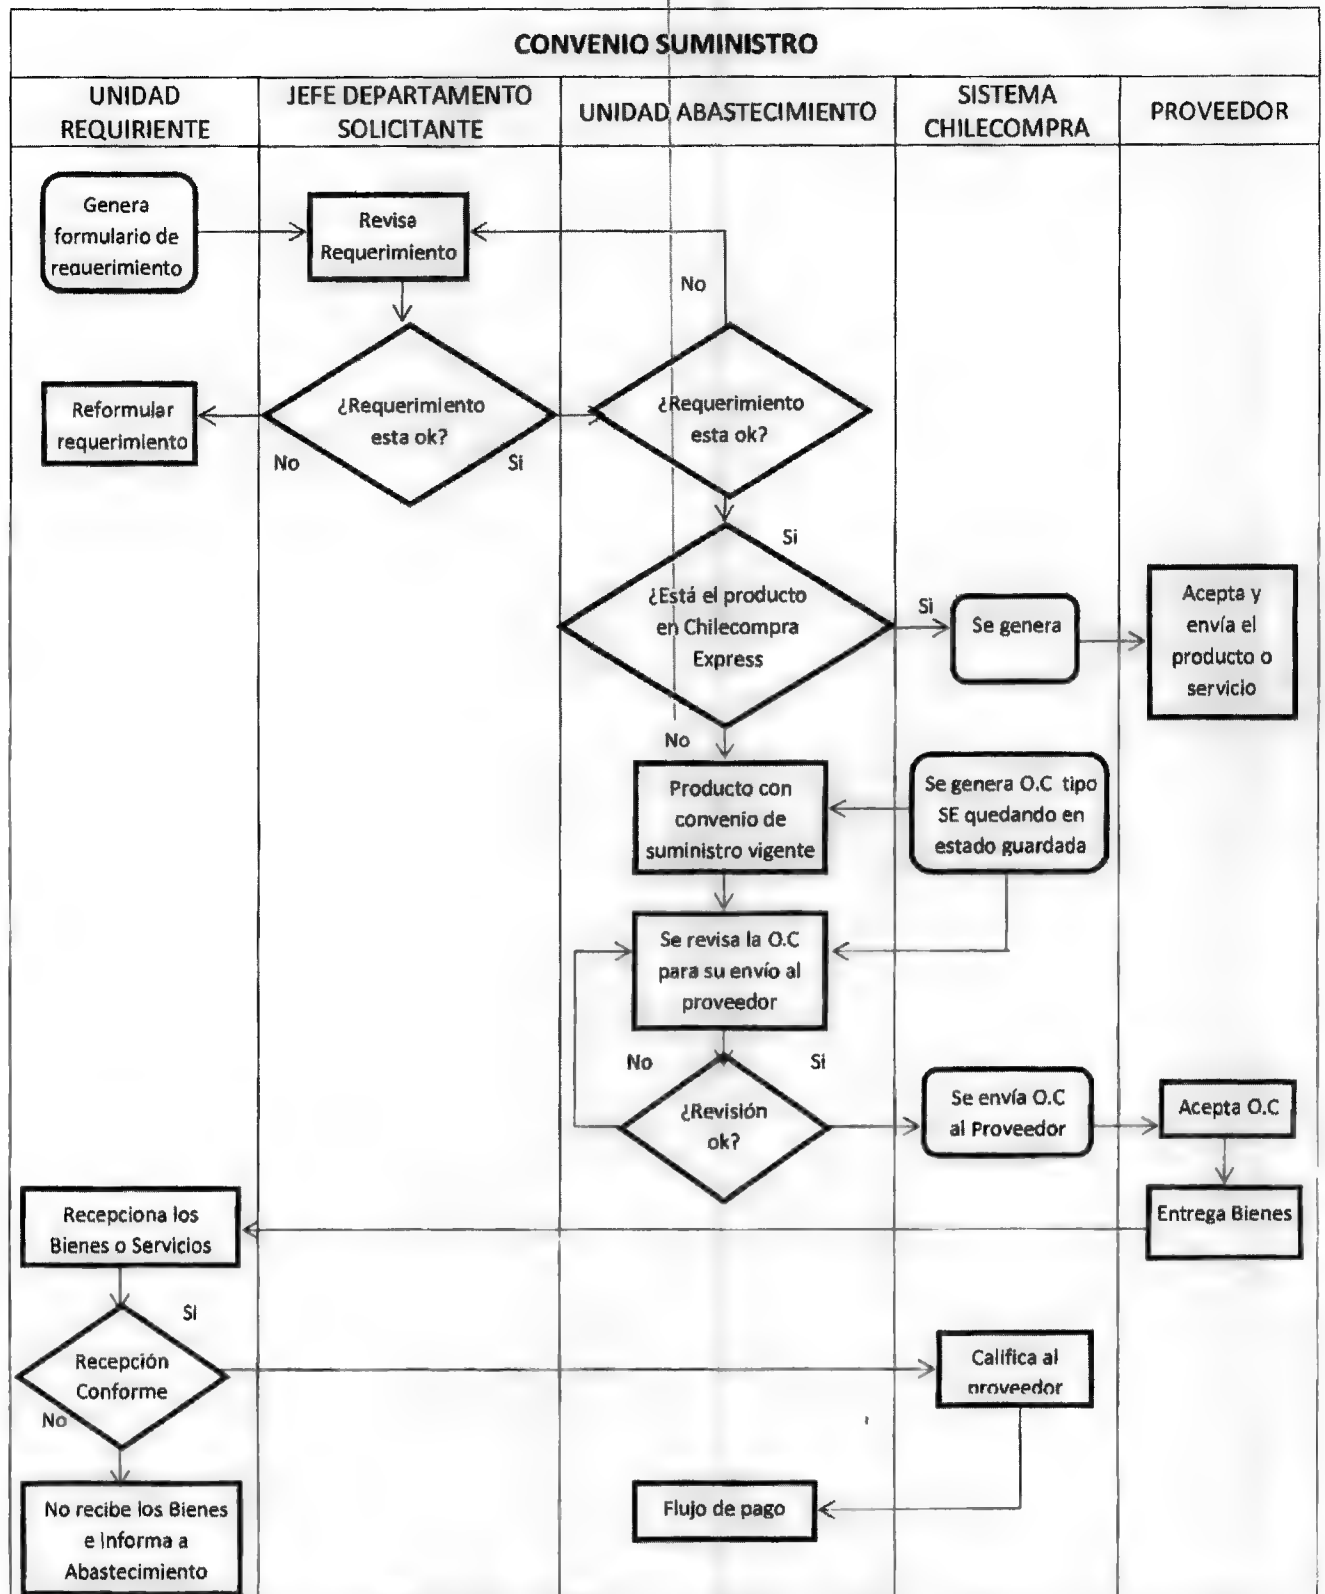 CONVENIO SUMINISTRO
UNIDAD
REQUIRIENTE
JEFE DEPARTAMENTO
SOLICITANTE
UNIDAD ABASTECIMIENTO
SISTEMA
CHILECOMPRA
PROVEEDOR
Genera
formulario de
requerimiento
Revisa
Requerimiento
No
Reformular
requerimiento
¿Requerimiento
esta ok?
No
Si
¿Requerimiento
esta ok?
Si
¿Está el producto
en Chilecompra
Express
Si
Se genera
Acepta y
envía el
producto o
servicio
No
Producto con
convenio de
suministro vigente
Se genera O.C tipo
SE quedando en
estado guardada
Se revisa la O.C
para su envío al
proveedor
No
Si
¿Revisión
ok?
Se envía O.C
al Proveedor
Acepta O.C
Recepciona los
Bienes o Servicios
Entrega Bienes
Si
Recepción
Conforme
No
Califica al
proveedor
No recibe los Bienes
e Informa a
Abastecimiento
Flujo de pago